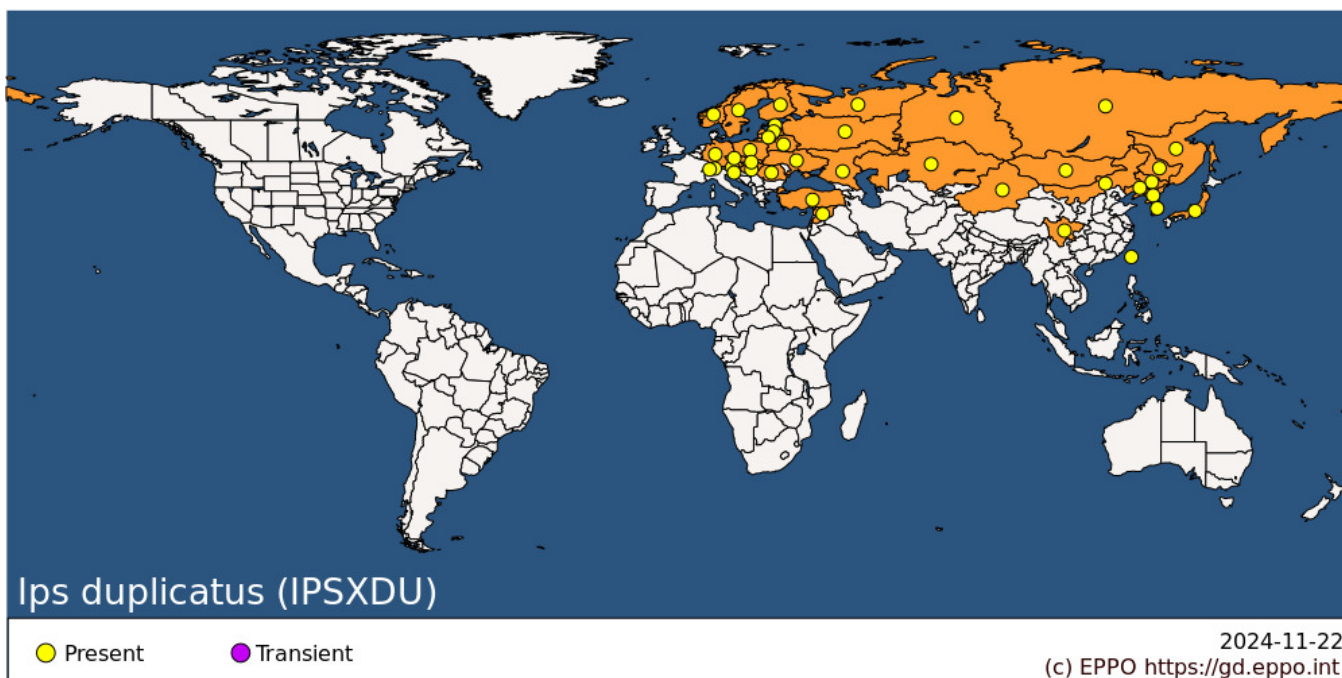 Ips duplicatus (IPSXDU)
Present
Transient
2024-11-22
(c) EPPO https://gd.eppo.int